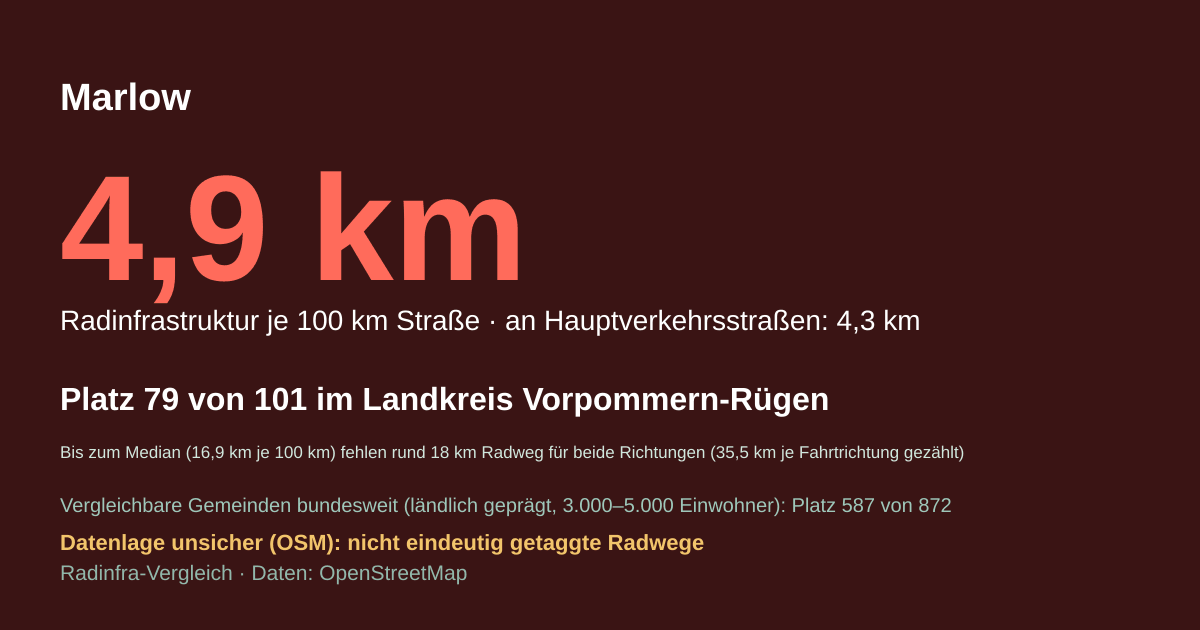 Marlow
4,9 km
Radinfrastruktur je 100 km Straße · an Hauptverkehrsstraßen: 4,3 km
Platz 79 von 101 im Landkreis Vorpommern-Rügen
Bis zum Median (16,9 km je 100 km) fehlen rund 18 km Radweg für beide Richtungen (35,5 km je Fahrtrichtung gezählt)
Vergleichbare Gemeinden bundesweit (ländlich geprägt, 3.000–5.000 Einwohner): Platz 587 von 872
Datenlage unsicher (OSM): nicht eindeutig getaggte Radwege
Radinfra-Vergleich · Daten: OpenStreetMap